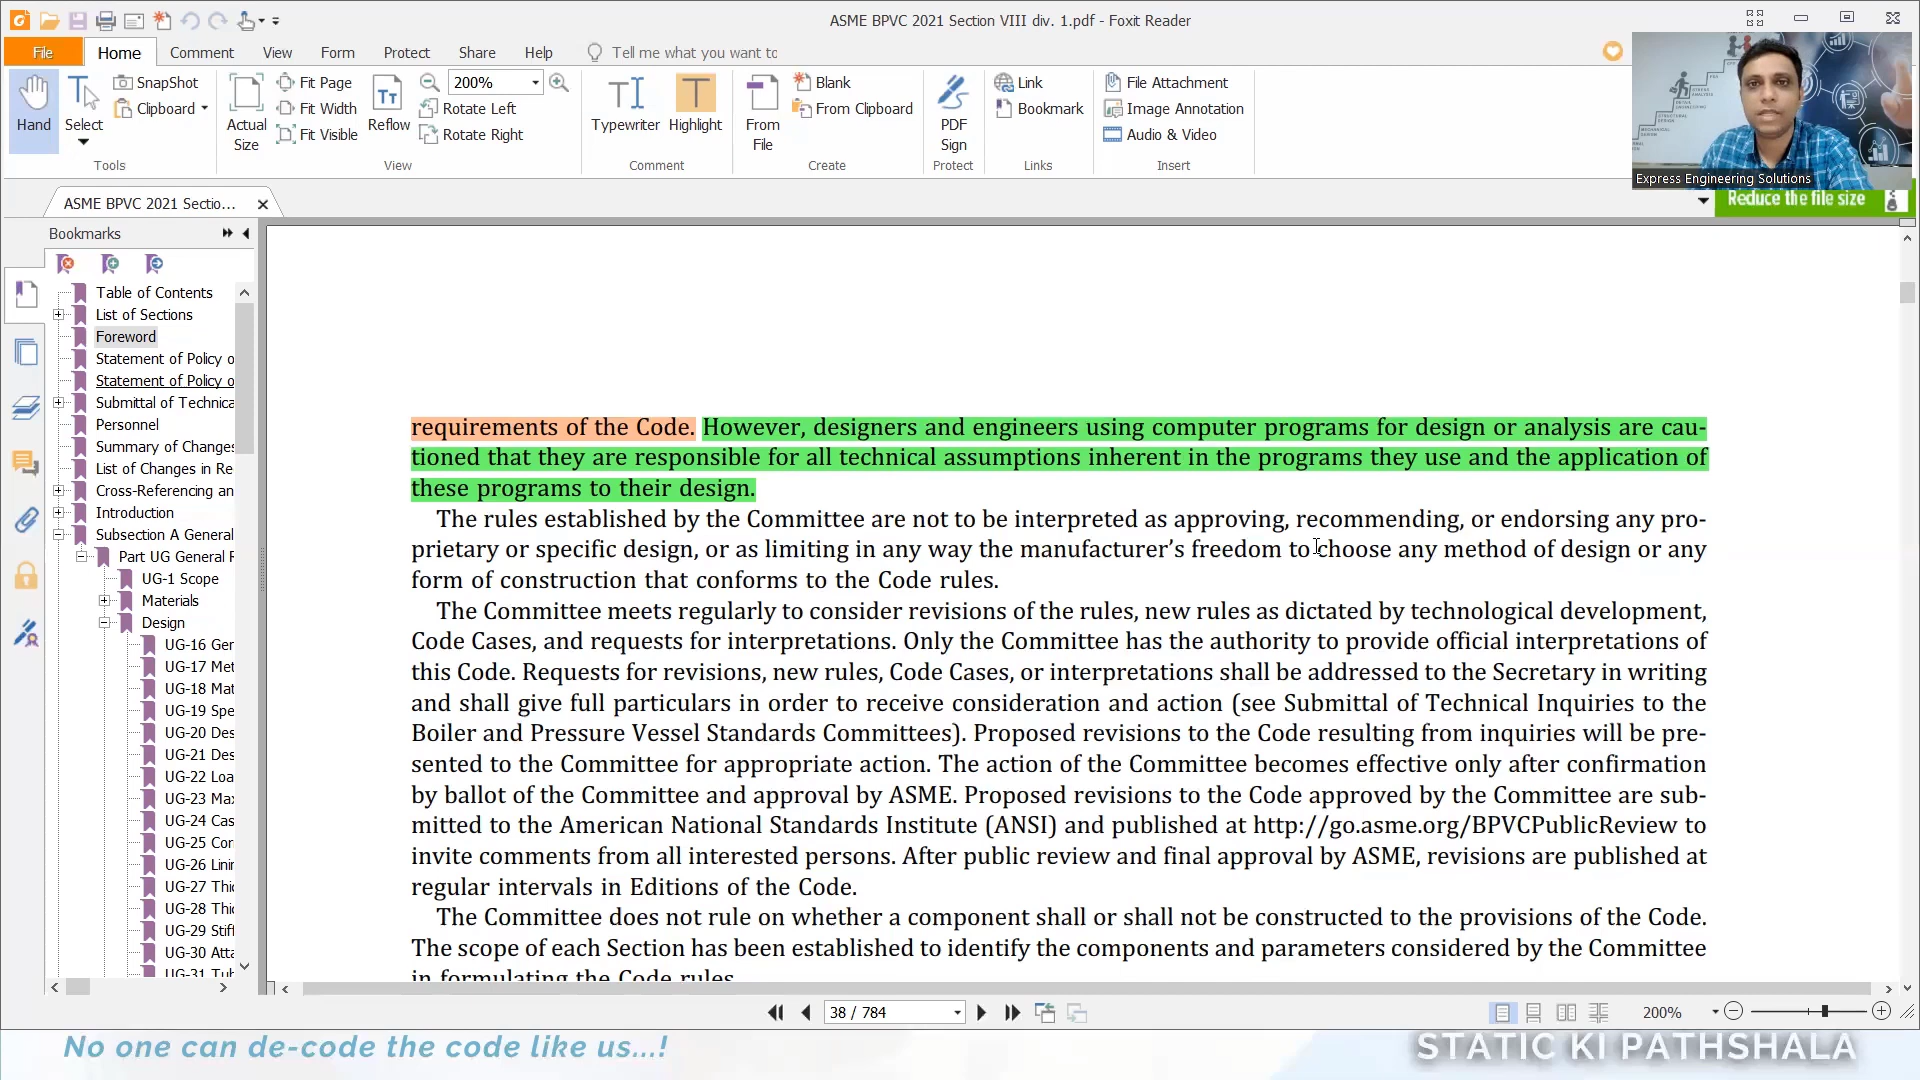 ASME BPVC 2021 Section VIII div. 1.pdf - Foxit Reader
File Home Comment View Form Protect Share Help Tell me what you want to
Hand
Select
SnapShot
Clipboard
Tools
Actual Size
Fit Page
Fit Width
Fit Visible
Reflow
200%
Rotate Left
Rotate Right
View
Typewriter
Highlight
Comment
From File
Blank
From Clipboard
Create
PDF Sign
Protect
Link
Bookmark
Links
File Attachment
Image Annotation
Audio & Video
Insert
Express Engineering Solutions
Reduce the file size
ASME BPVC 2021 Sectio...
Bookmarks
Table of Contents
List of Sections
Foreword
Statement of Policy o
Statement of Policy o
Submittal of Technica
Personnel
Summary of Changes
List of Changes in Re
Cross-Referencing an
Introduction
Subsection A General
Part UG General R
UG-1 Scope
Materials
Design
UG-16 Ger
UG-17 Met
UG-18 Mat
UG-19 Spe
UG-20 Des
UG-21 Des
UG-22 Loa
UG-23 Max
UG-24 Cas
UG-25 Cor
UG-26 Lini
UG-27 Thic
UG-28 Thic
UG-29 Stiff
UG-30 Atta
UG-31 Tub
requirements of the Code. However, designers and engineers using computer programs for design or analysis are cau-
tioned that they are responsible for all technical assumptions inherent in the programs they use and the application of
these programs to their design.
The rules established by the Committee are not to be interpreted as approving, recommending, or endorsing any pro-
prietary or specific design, or as limiting in any way the manufacturer's freedom to choose any method of design or any
form of construction that conforms to the Code rules.
The Committee meets regularly to consider revisions of the rules, new rules as dictated by technological development,
Code Cases, and requests for interpretations. Only the Committee has the authority to provide official interpretations of
this Code. Requests for revisions, new rules, Code Cases, or interpretations shall be addressed to the Secretary in writing
and shall give full particulars in order to receive consideration and action (see Submittal of Technical Inquiries to the
Boiler and Pressure Vessel Standards Committees). Proposed revisions to the Code resulting from inquiries will be pre-
sented to the Committee for appropriate action. The action of the Committee becomes effective only after confirmation
by ballot of the Committee and approval by ASME. Proposed revisions to the Code approved by the Committee are sub-
mitted to the American National Standards Institute (ANSI) and published at http://go.asme.org/BPVCPublicReview to
invite comments from all interested persons. After public review and final approval by ASME, revisions are published at
regular intervals in Editions of the Code.
The Committee does not rule on whether a component shall or shall not be constructed to the provisions of the Code.
The scope of each Section has been established to identify the components and parameters considered by the Committee
in formulating the Code rules.
38 / 784
200%
No one can de-code the code like us...!
STATIC KI PATHSHALA